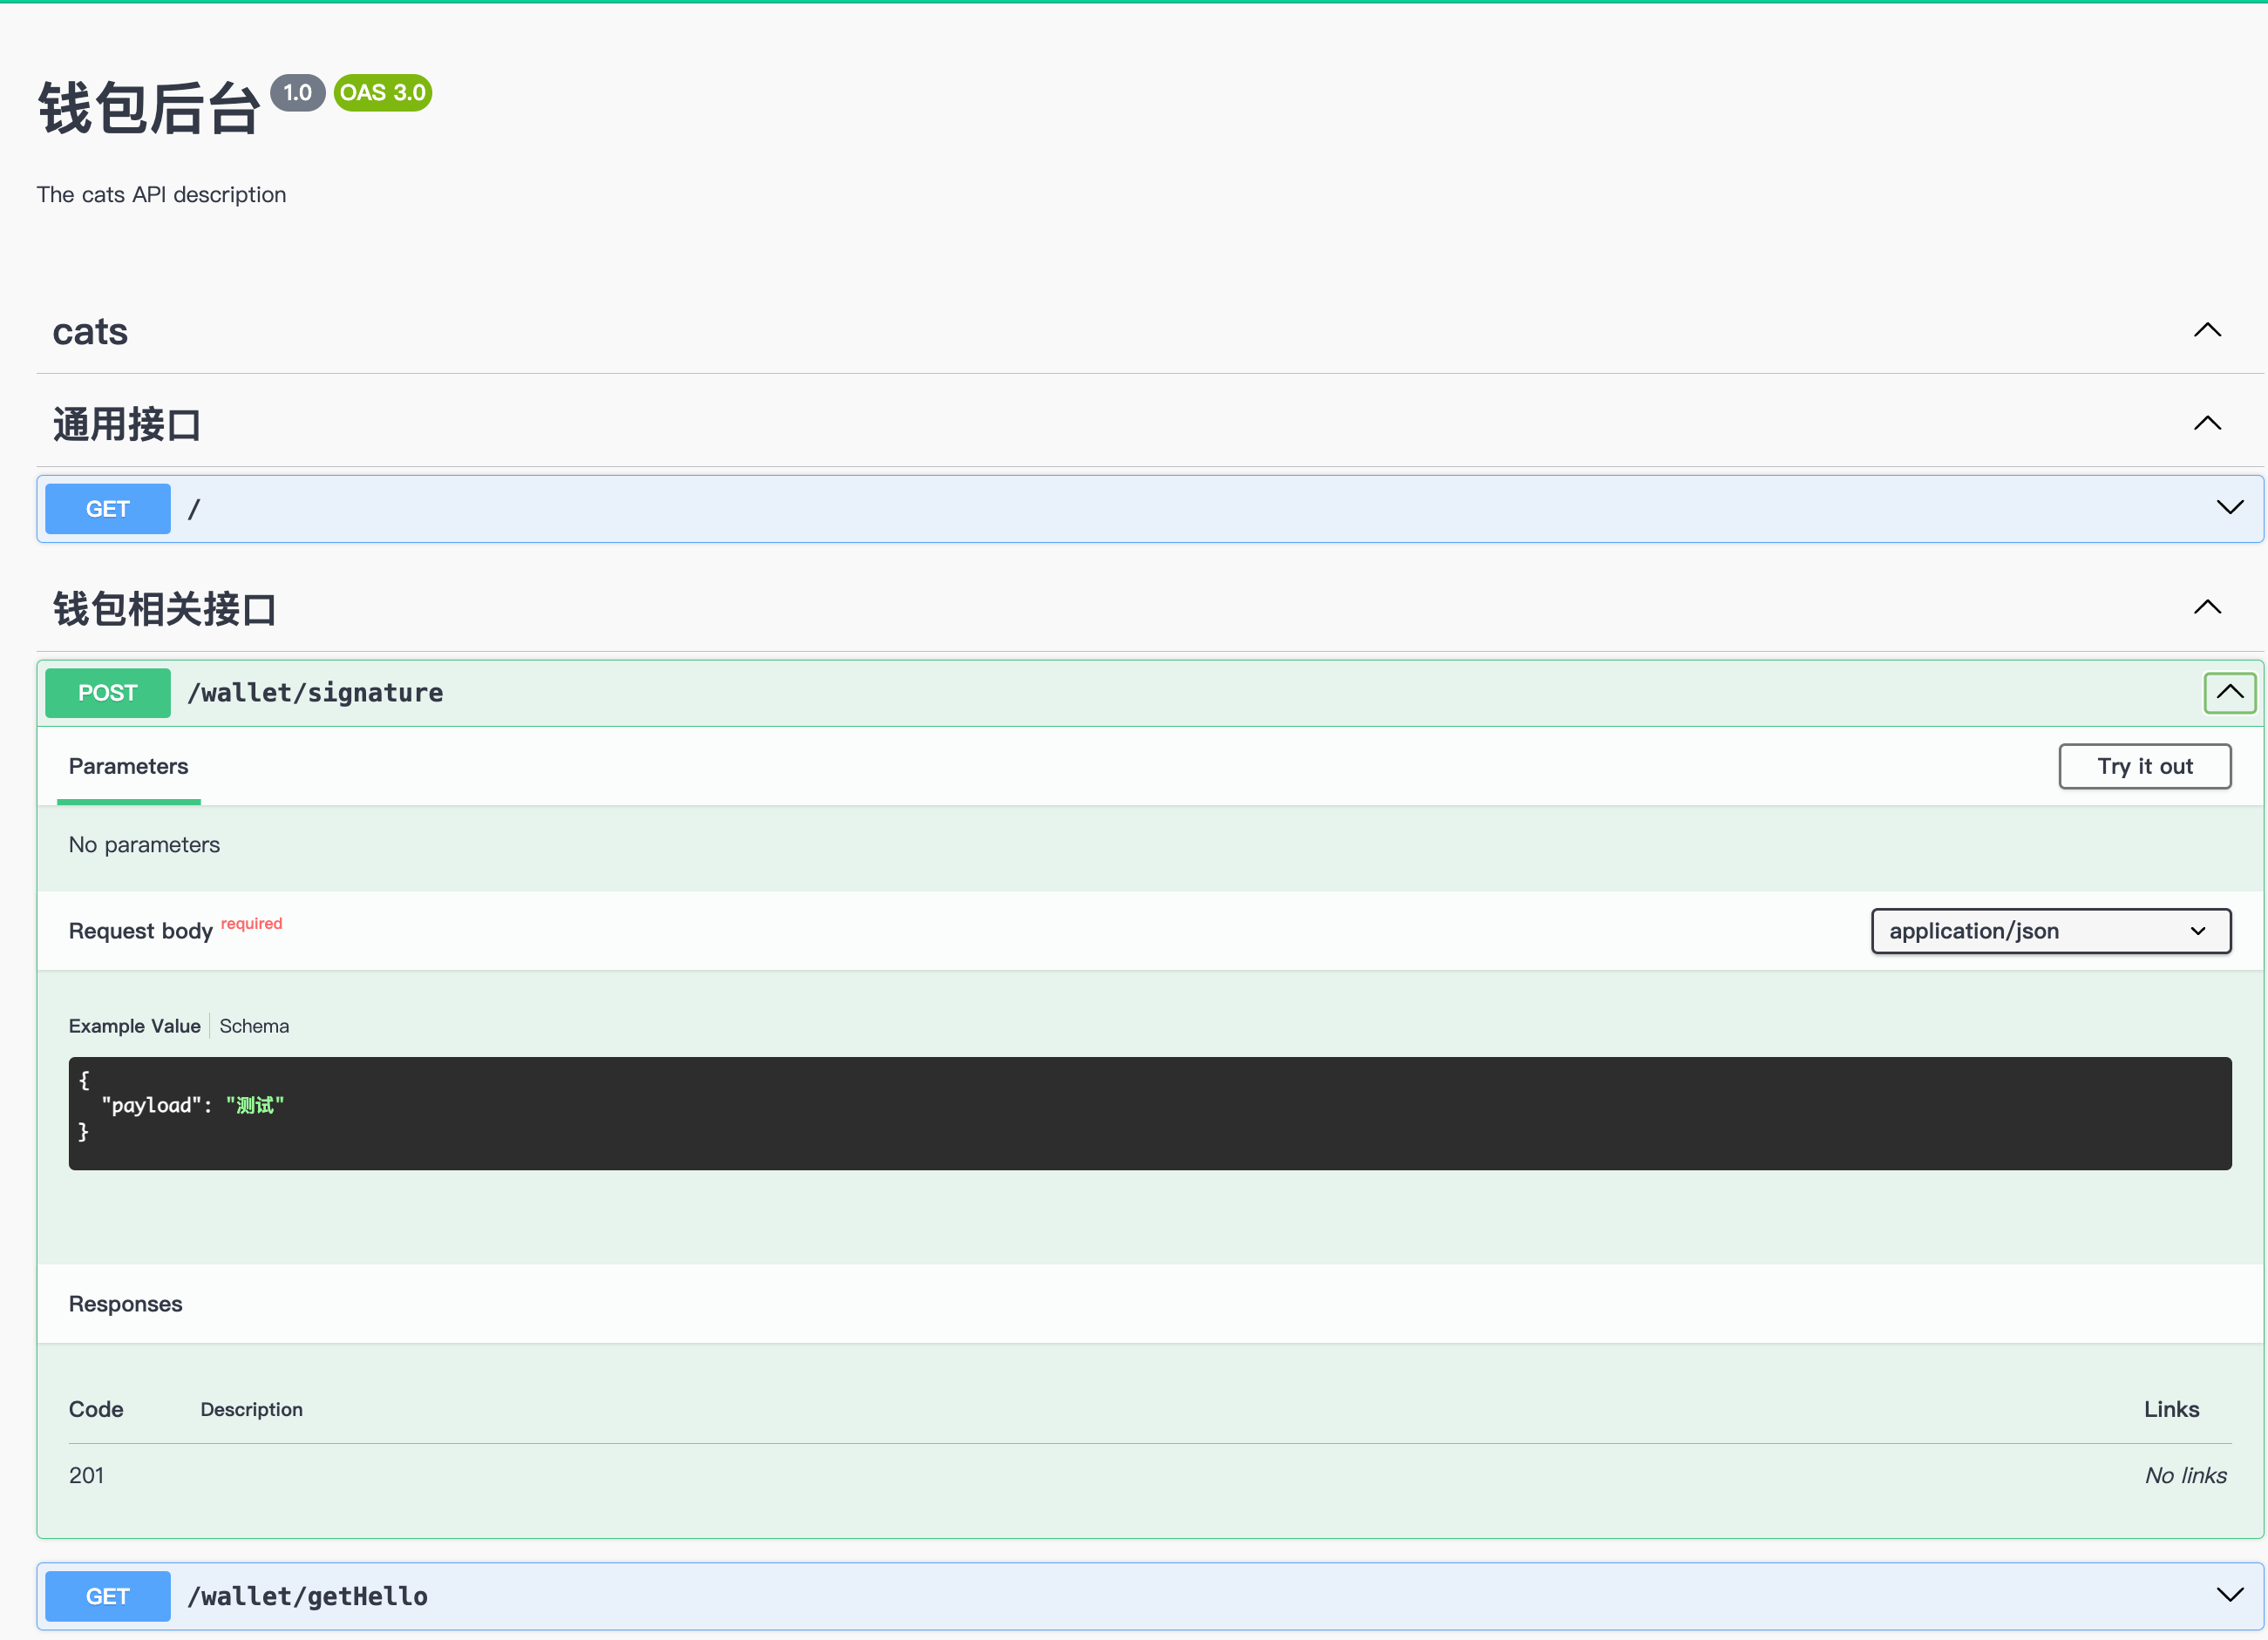 钱包后台 1.0 OAS 3.0
The cats API description
cats
通用接口
GET /
钱包相关接口
POST /wallet/signature
Parameters Try it out
No parameters
Request body required application/json
Example Value Schema
{
"payload": "测试"
}
Responses
Code Description Links
201 No links
GET /wallet/getHello